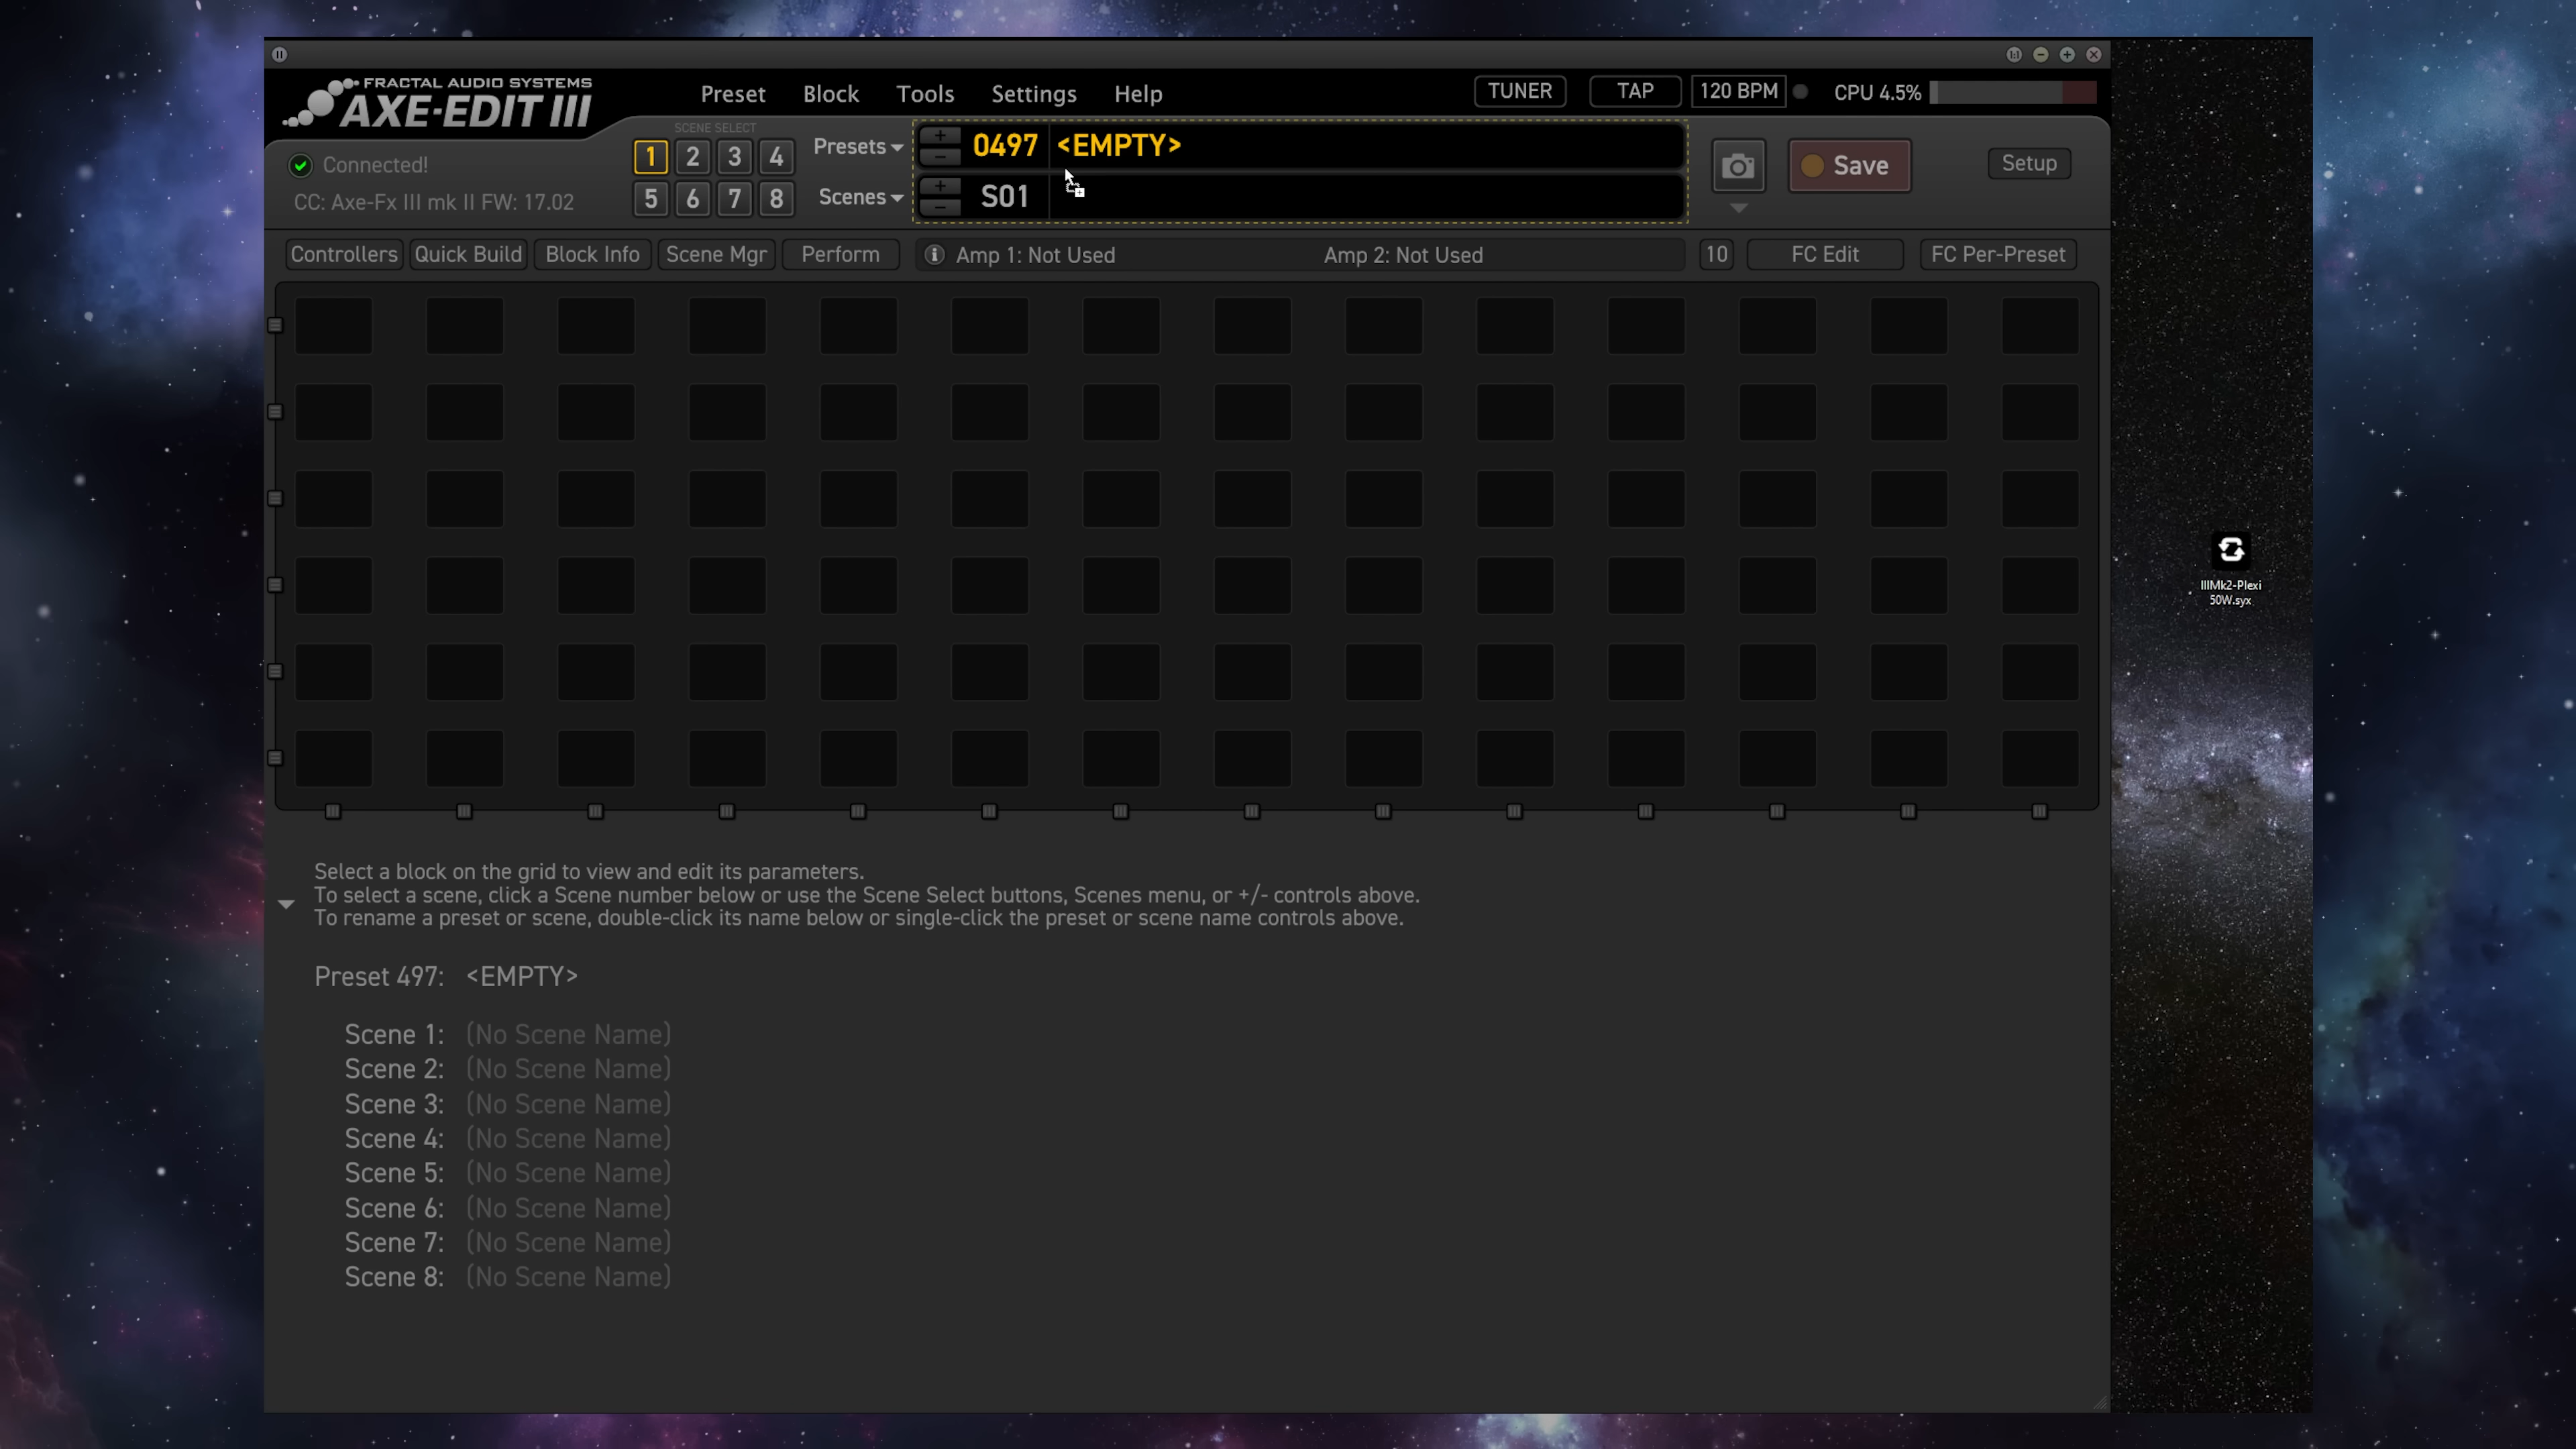 FRACTAL AUDIO SYSTEMS
AXE-EDIT III
Preset Block Tools Settings Help
TUNER TAP 120 BPM CPU 4.5%
SCENE SELECT
Connected!
1 2 3 4
Presets
0497 <EMPTY>
Save
Setup
CC: Axe-Fx III mk II FW: 17.02
5 6 7 8
Scenes
S01
Controllers Quick Build Block Info Scene Mgr Perform Amp 1: Not Used Amp 2: Not Used 10 FC Edit FC Per-Preset
IIIMk2-Plexi
50W.syx
Select a block on the grid to view and edit its parameters.
To select a scene, click a Scene number below or use the Scene Select buttons, Scenes menu, or +/- controls above.
To rename a preset or scene, double-click its name below or single-click the preset or scene name controls above.
Preset 497: <EMPTY>
Scene 1: (No Scene Name)
Scene 2: (No Scene Name)
Scene 3: (No Scene Name)
Scene 4: (No Scene Name)
Scene 5: (No Scene Name)
Scene 6: (No Scene Name)
Scene 7: (No Scene Name)
Scene 8: (No Scene Name)